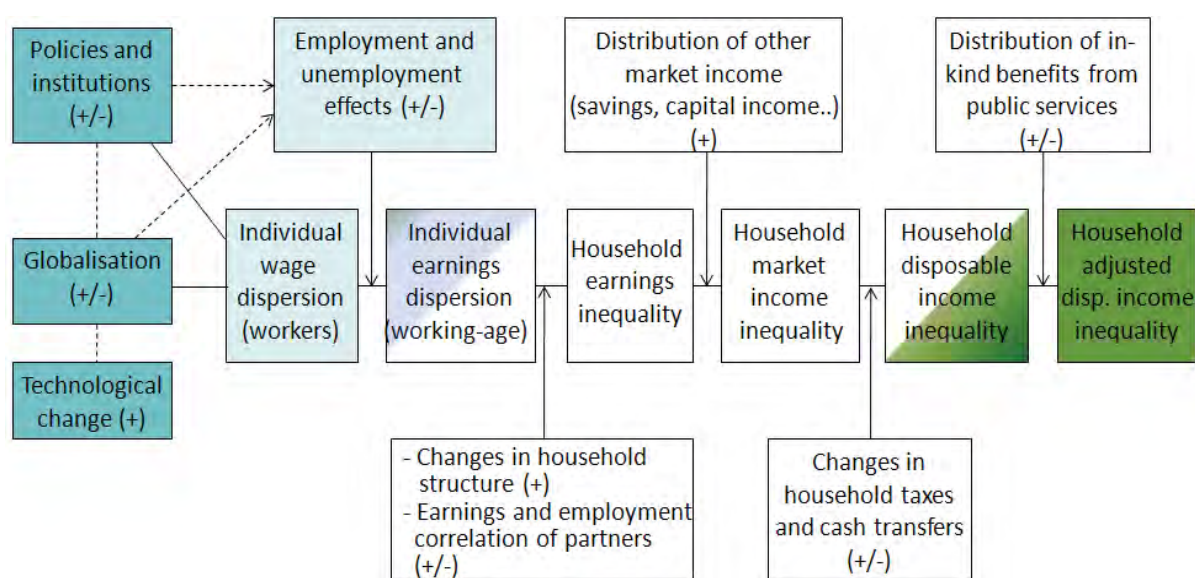 Policies and
institutions
(+/-)
Employment and
unemployment
effects (+/-)
Distribution of other
market income
(savings, capital income..)
(+)
Distribution of in-
kind benefits from
public services
(+/-)
Globalisation
(+/-)
Technological
change (+)
Individual
wage
dispersion
(workers)
Individual
earnings
dispersion
(working-age)
Household
earnings
inequality
Household
market
income
inequality
Household
disposable
income
inequality
Household
adjusted
disp. income
inequality
- Changes in household
structure (+)
- Earnings and employment
correlation of partners
(+/-)
Changes in
household taxes
and cash transfers
(+/-)